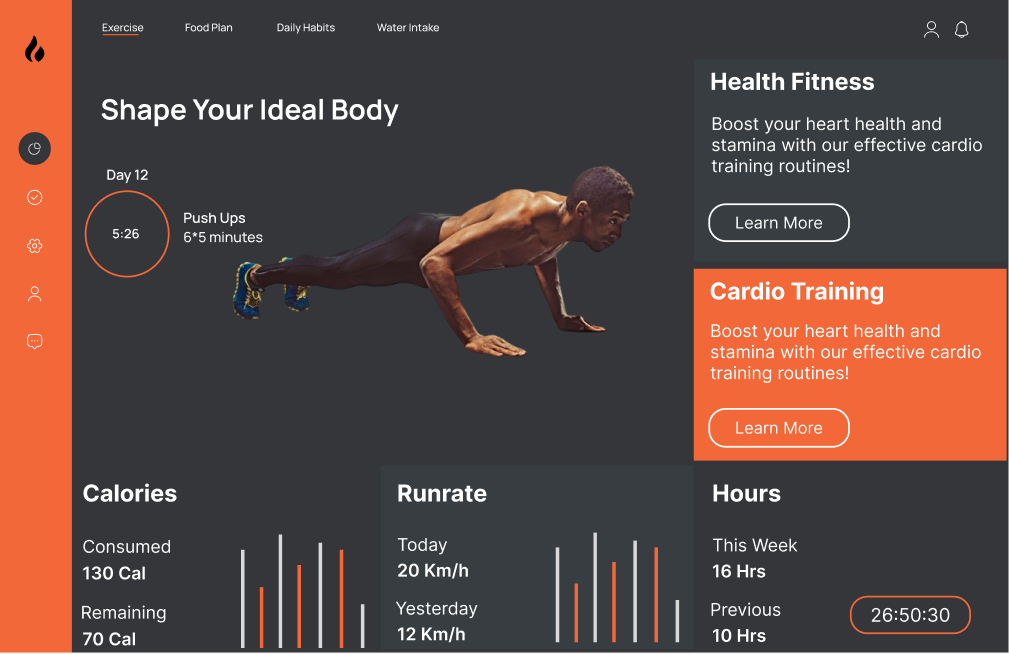 Exercise
Food Plan
Daily Habits
Water Intake
Shape Your Ideal Body
Day 12
5:26
Push Ups
6*5 minutes
Health Fitness
Boost your heart health and
stamina with our effective cardio
training routines!
Learn More
Cardio Training
Boost your heart health and
stamina with our effective cardio
training routines!
Learn More
Calories
Consumed
130 Cal
Remaining
70 Cal
Runrate
Today
20 Km/h
Yesterday
12 Km/h
Hours
This Week
16 Hrs
Previous
10 Hrs
26:50:30